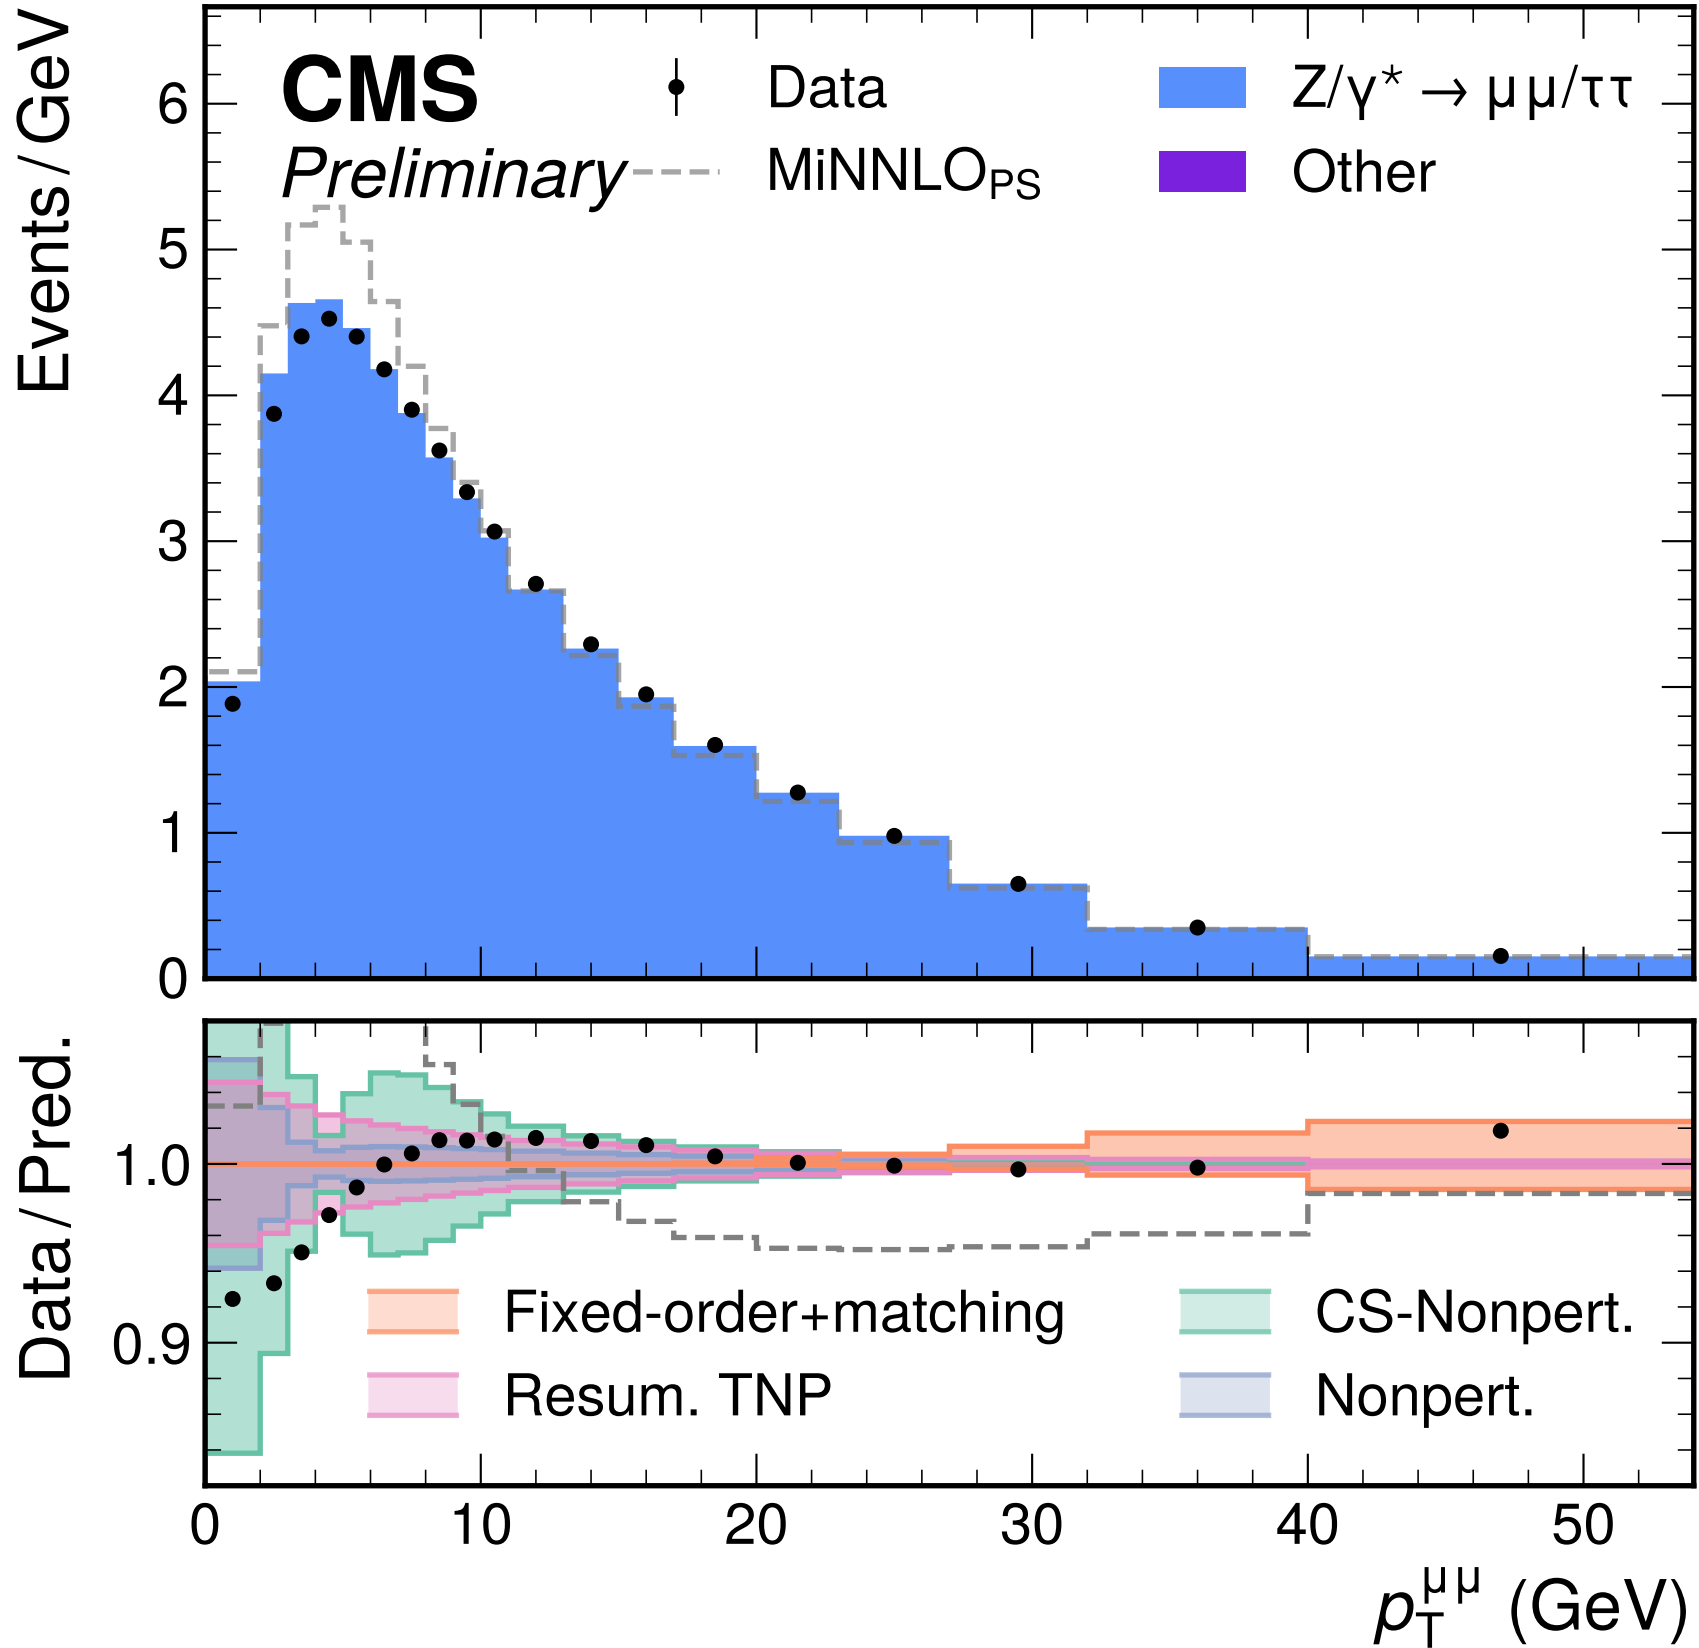 Events/GeV
CMS
Preliminary
Data
MiNNLO_PS
Z/γ* → μμ/ττ
Other
6
5
4
3
2
1
0
Data/Pred.
1.0
0.9
Fixed-order+matching
Resum. TNP
CS-Nonpert.
Nonpert.
0 10 20 30 40 50
p_T^μμ (GeV)